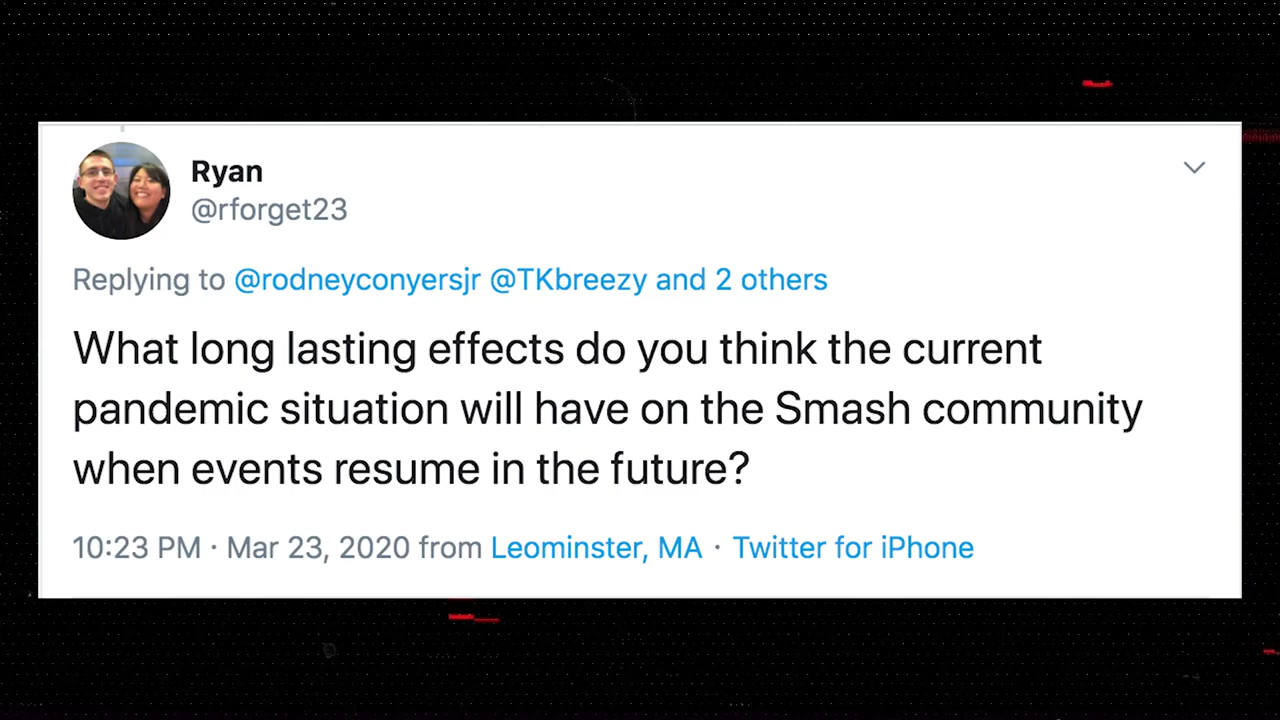 Ryan
@rforget23
Replying to @rodneyconyersjr @TKbreezy and 2 others
What long lasting effects do you think the current
pandemic situation will have on the Smash community
when events resume in the future?
10:23 PM · Mar 23, 2020 from Leominster, MA · Twitter for iPhone